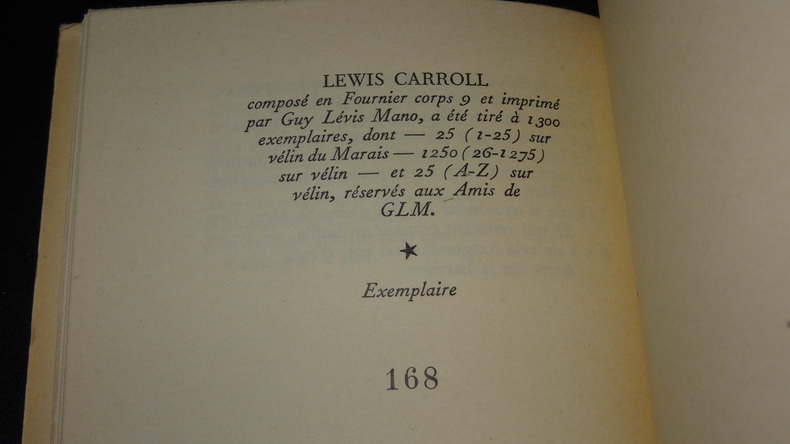 LEWIS CARROLL
composé en Fournier corps 9 et imprimé
par Guy Lévis Mano, a été tiré à 1300
exemplaires, dont — 25 (1-25) sur
vélin du Marais — 1250 (26-1275)
sur vélin — et 25 (A-Z) sur
vélin, réservés aux Amis de
GLM.
Exemplaire
168